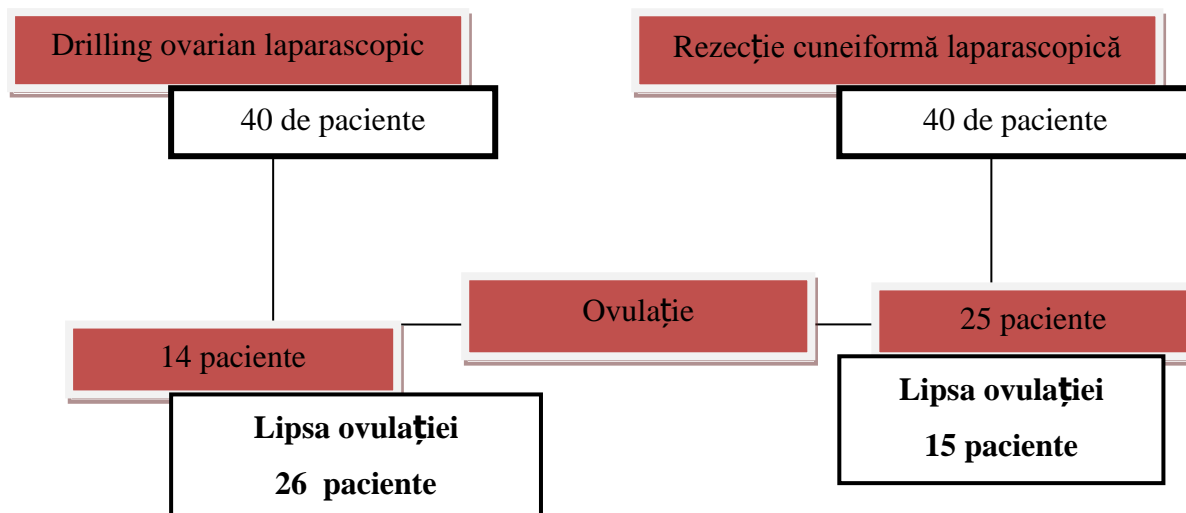 Drilling ovarian laparascopic
40 de paciente
Rezecție cuneiformă laparascopică
40 de paciente
Ovulație
14 paciente
Lipsa ovulației
26 paciente
25 paciente
Lipsa ovulației
15 paciente